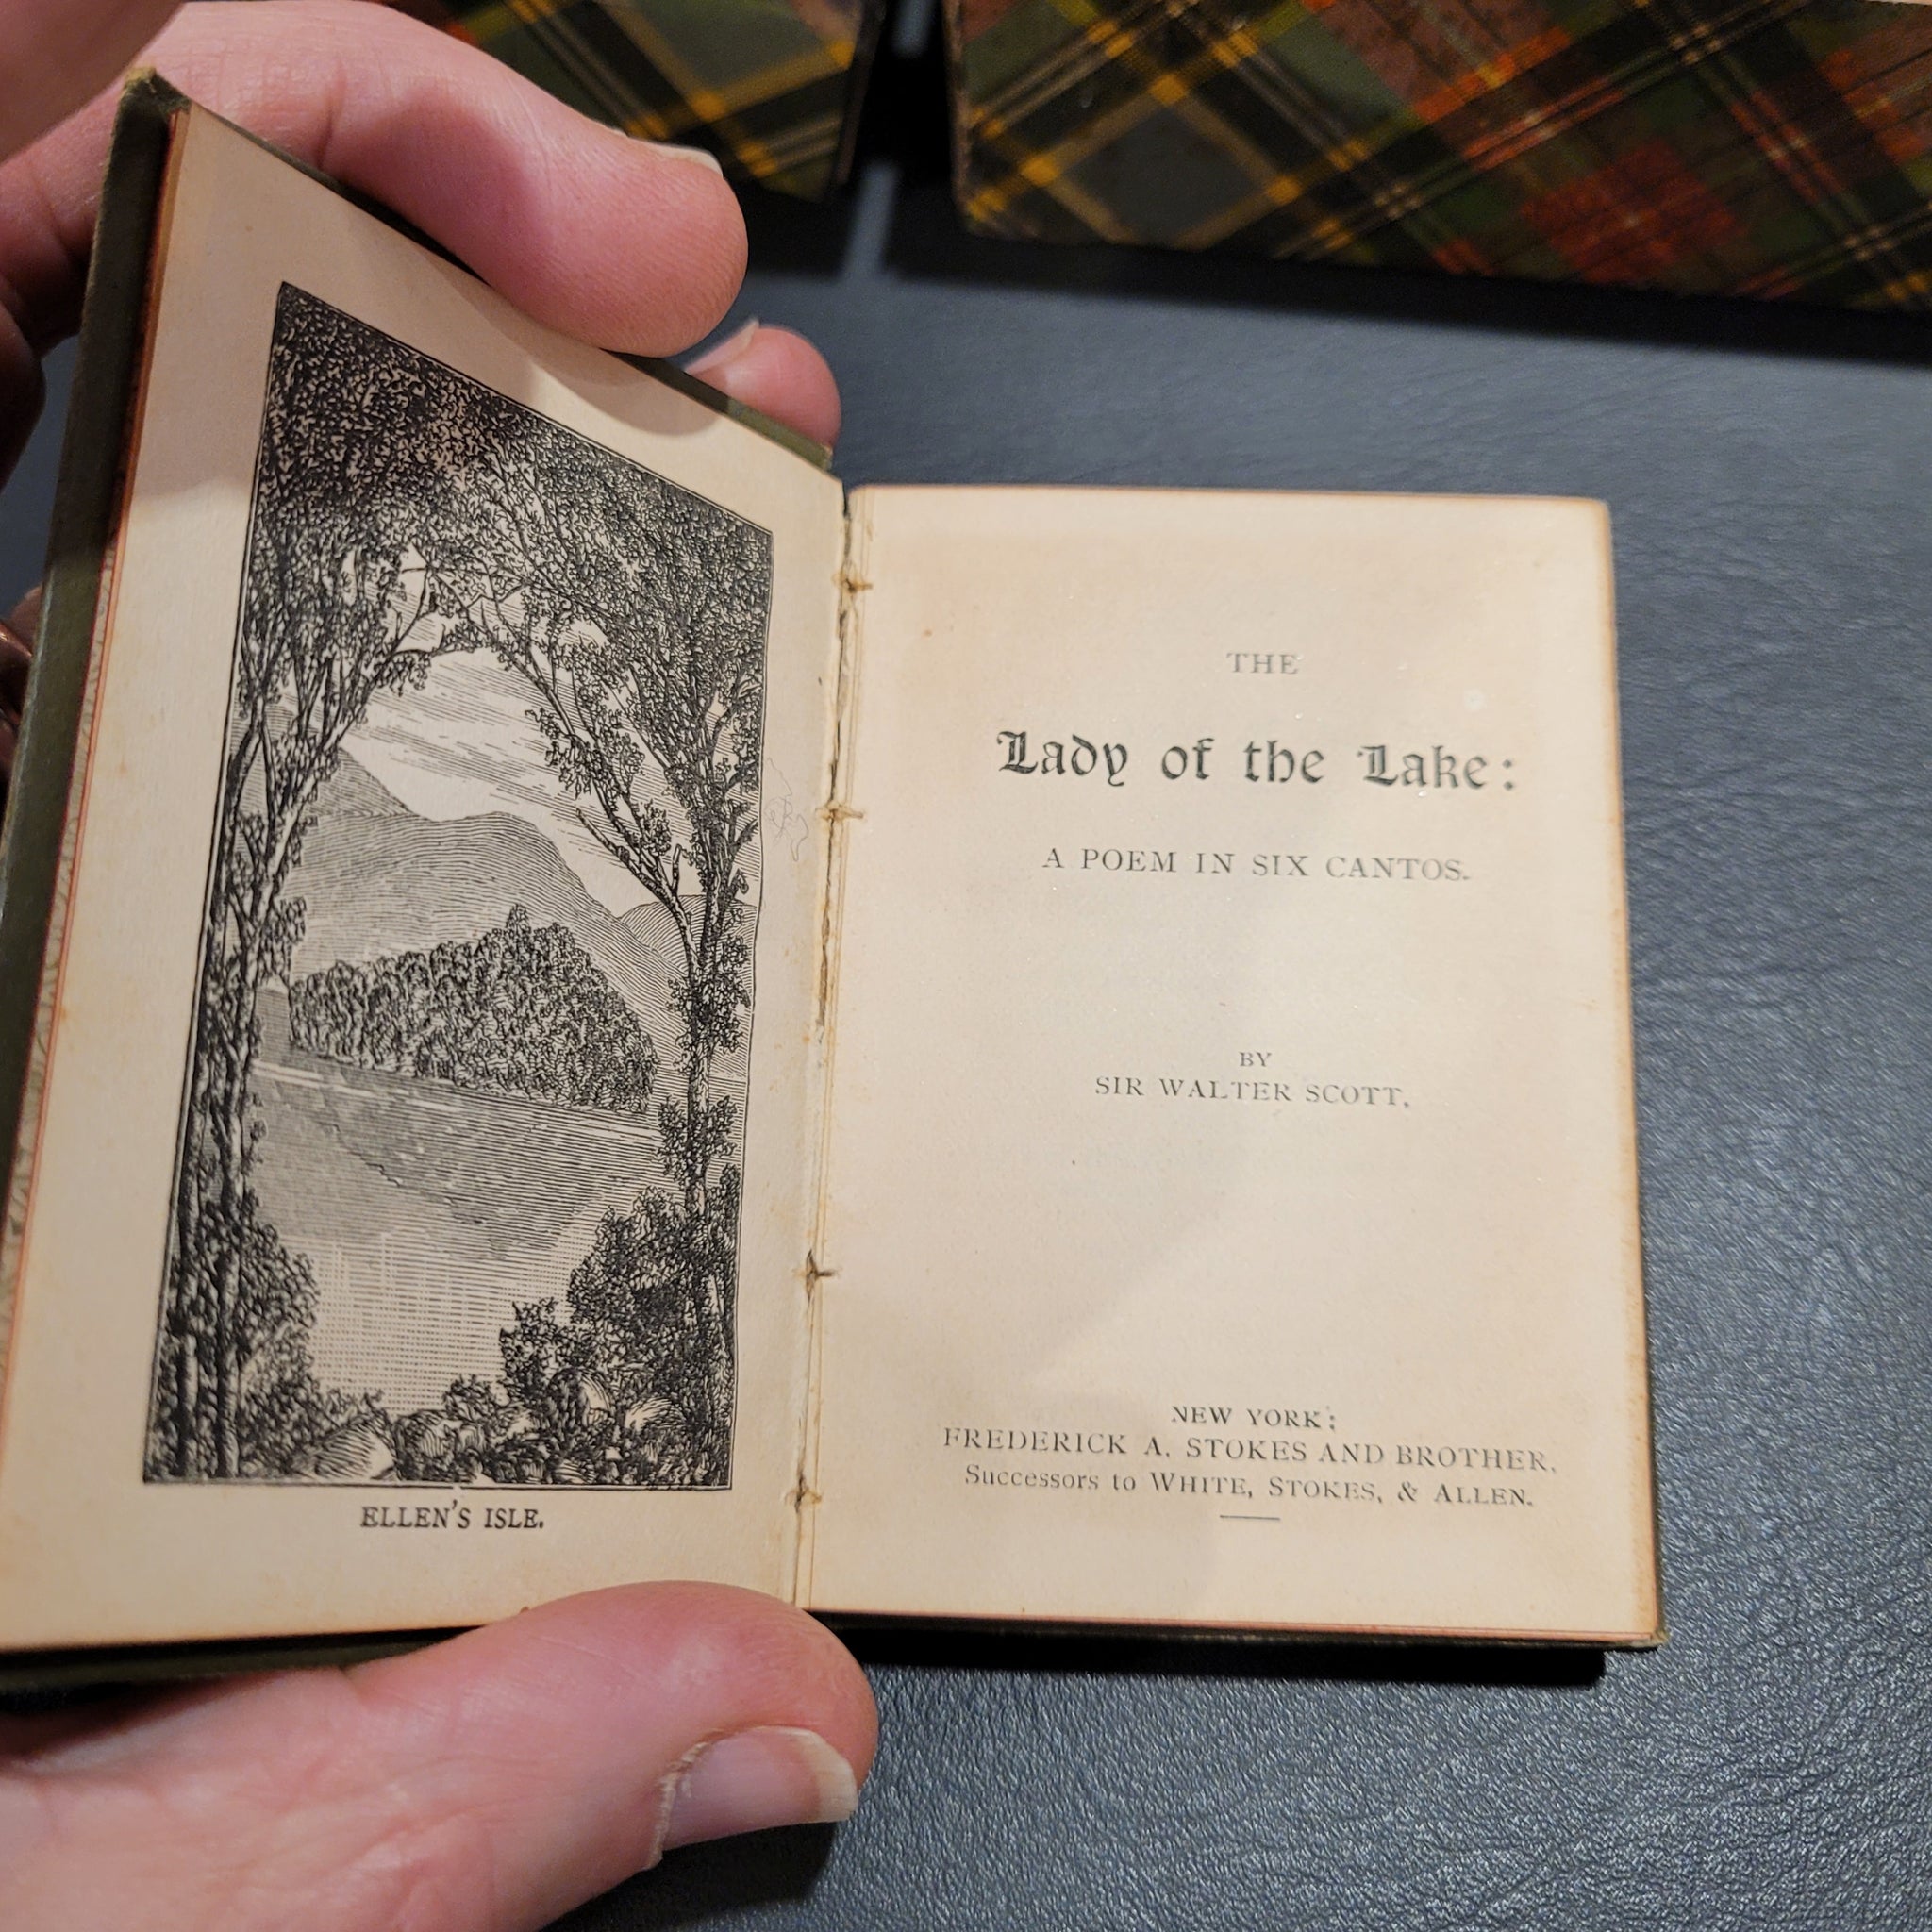 ELLEN'S ISLE.
THE
Lady of the Lake:
A POEM IN SIX CANTOS.
BY
SIR WALTER SCOTT.
NEW YORK:
FREDERICK A. STOKES AND BROTHER,
Successors to WHITE, STOKES, & ALLEN.